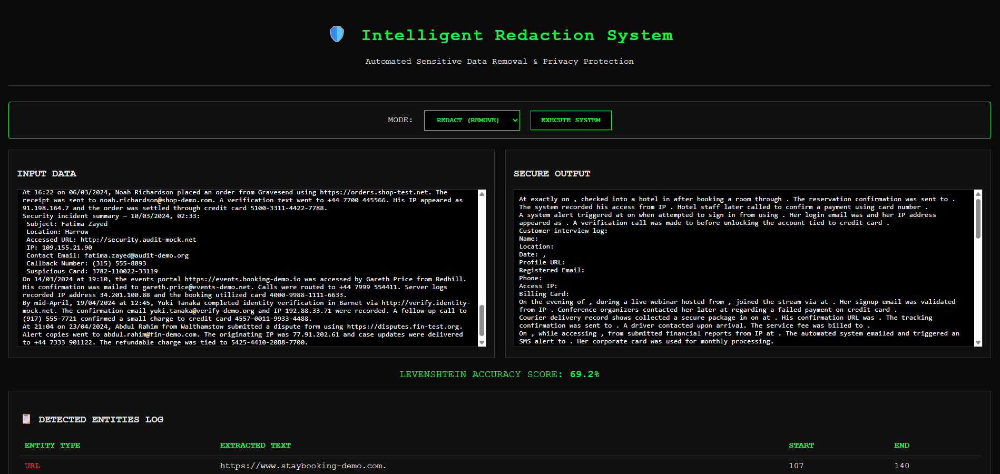 Intelligent Redaction System
Automated Sensitive Data Removal & Privacy Protection
MODE:
REDACT (REMOVE)
EXECUTE SYSTEM
INPUT DATA
At 16:22 on 06/03/2024, Noah Richardson placed an order from Gravesend using https://orders.shop-test.net. The
receipt was sent to noah.richardson@shop-demo.com. A verification text went to +44 7700 445566. His IP appeared as
91.198.164.7 and the order was settled through credit card 5100-3311-4422-7788.
Security incident summary — 10/03/2024, 02:33:
Subject: Fatima Zayed
Location: Harrow
Accessed URL: http://security.audit-mock.net
IP: 109.155.21.90
Contact Email: fatima.zayed@audit-demo.org
Callback Number: (315) 555-8893
Suspicious Card: 3782-110022-33119
On 14/03/2024 at 19:10, the events portal https://events.booking-demo.io was accessed by Gareth Price from Redhill.
His confirmation was mailed to gareth.price@events-demo.net. Calls were routed to +44 7999 554411. Server logs
recorded IP address 34.201.100.88 and the booking utilized card 4000-9988-1111-6633.
By mid-April, 19/04/2024 at 12:45, Yuki Tanaka completed identity verification in Barnet via http://verify.identity-
mock.net. The confirmation email yuki.tanaka@verify-demo.org and IP 192.88.33.71 were recorded. A follow-up call to
(917) 555-7721 confirmed a small charge to credit card 4557-0011-9933-4488.
At 21:04 on 23/04/2024, Abdul Rahim from Walthamstow submitted a dispute form using https://disputes.fin-test.org.
Alert copies went to abdul.rahim@fin-demo.com. The originating IP was 77.91.202.61 and case updates were delivered
to +44 7333 901122. The refundable charge was tied to 5425-4410-2088-7700.
SECURE OUTPUT
At exactly on , checked into a hotel in after booking a room through . The reservation confirmation was sent to .
The system recorded his access from IP . Hotel staff later called to confirm a payment using card number .
A system alert triggered at on when attempted to sign in from using . Her login email was and her IP address
appeared as . A verification call was made to before unlocking the account tied to credit card .
Customer interview log:
Name:
Location:
Date: ,
Profile URL:
Registered Email:
Phone:
Access IP:
Billing Card:
On the evening of , during a live webinar hosted from , joined the stream via at . Her signup email was validated
from IP . Conference organizers contacted her later at regarding a failed payment on credit card .
Courier delivery record shows collected a secure package in on at . His confirmation URL was . The tracking
confirmation was sent to . A driver contacted upon arrival. The service fee was billed to .
On , while accessing , from submitted financial reports from IP at . The automated system emailed and triggered an
SMS alert to . Her corporate card was used for monthly processing.
LEVENSHTEIN ACCURACY SCORE: 69.2%
DETECTED ENTITIES LOG
ENTITY TYPE EXTRACTED TEXT START END
URL https://www.staybooking-demo.com. 107 140